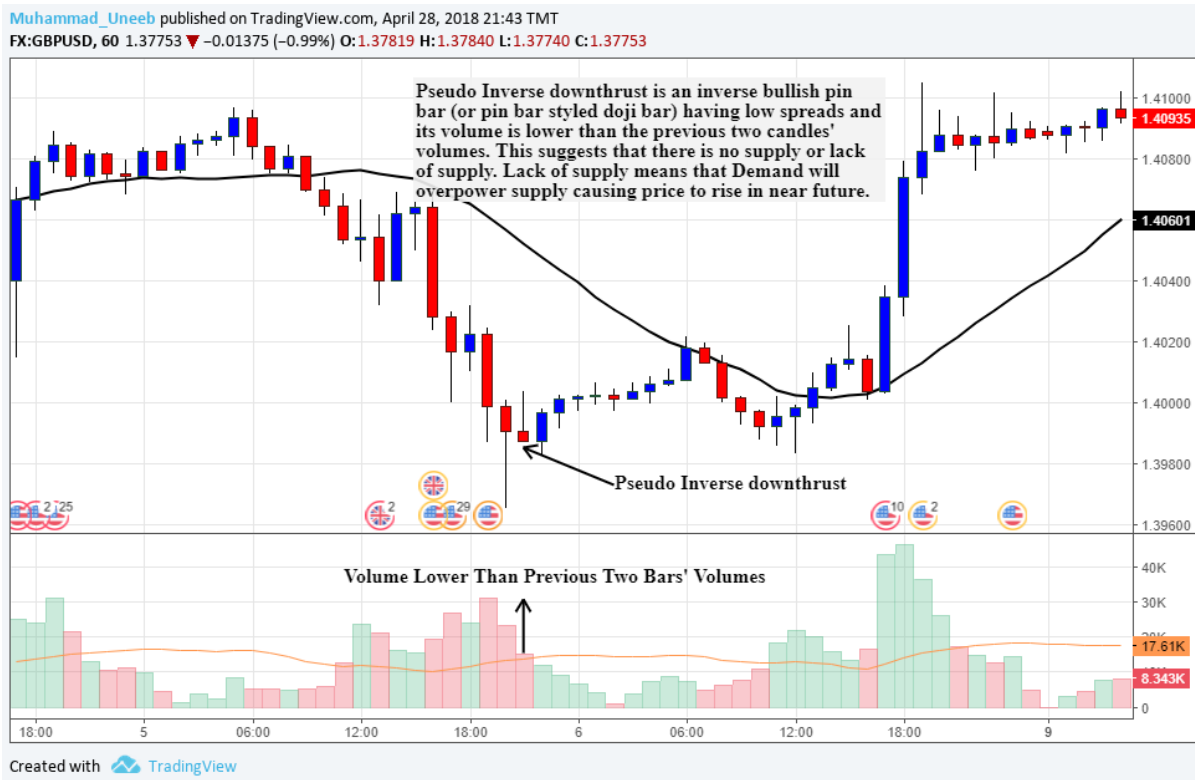 Muhammad_Uneeb published on TradingView.com, April 28, 2018 21:43 TMT
FX:GBPUSD, 60 1.37753 ▼ −0.01375 (−0.99%) O:1.37819 H:1.37840 L:1.37740 C:1.37753
Pseudo Inverse downthrust is an inverse bullish pin
bar (or pin bar styled doji bar) having low spreads and
its volume is lower than the previous two candles'
volumes. This suggests that there is no supply or lack
of supply. Lack of supply means that Demand will
overpower supply causing price to rise in near future.
1.41000
1.40935
1.40800
1.40601
1.40400
1.40200
1.40000
1.39800
1.39600
Pseudo Inverse downthrust
2
25
2
29
10
2
Volume Lower Than Previous Two Bars' Volumes
40K
30K
17.61K
8.343K
0
18:00 5 06:00 12:00 18:00 6 06:00 12:00 18:00 9
Created with TradingView